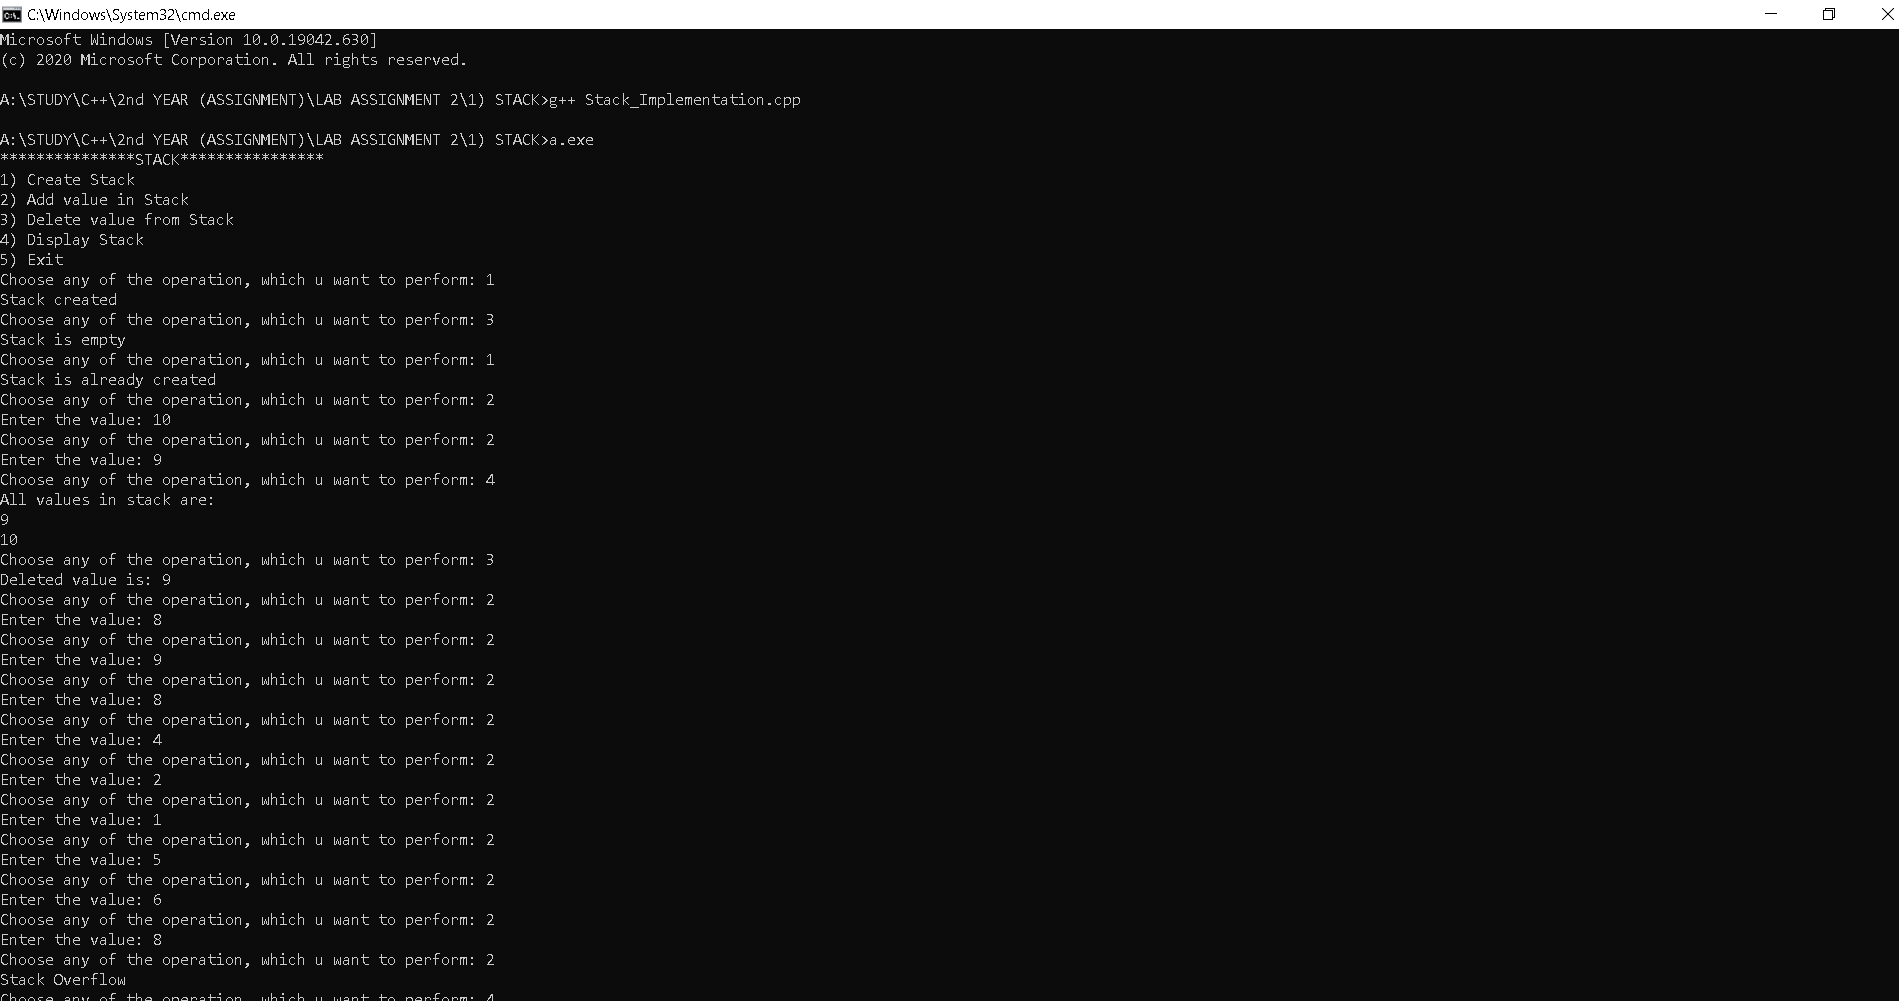 C:\Windows\System32\cmd.exe
Microsoft Windows [Version 10.0.19042.630]
(c) 2020 Microsoft Corporation. All rights reserved.
A:\STUDY\C++\2nd YEAR (ASSIGNMENT)\LAB ASSIGNMENT 2\1) STACK>g++ Stack_Implementation.cpp
A:\STUDY\C++\2nd YEAR (ASSIGNMENT)\LAB ASSIGNMENT 2\1) STACK>a.exe
***************STACK****************
1) Create Stack
2) Add value in Stack
3) Delete value from Stack
4) Display Stack
5) Exit
Choose any of the operation, which u want to perform: 1
Stack created
Choose any of the operation, which u want to perform: 3
Stack is empty
Choose any of the operation, which u want to perform: 1
Stack is already created
Choose any of the operation, which u want to perform: 2
Enter the value: 10
Choose any of the operation, which u want to perform: 2
Enter the value: 9
Choose any of the operation, which u want to perform: 4
All values in stack are:
9
10
Choose any of the operation, which u want to perform: 3
Deleted value is: 9
Choose any of the operation, which u want to perform: 2
Enter the value: 8
Choose any of the operation, which u want to perform: 2
Enter the value: 9
Choose any of the operation, which u want to perform: 2
Enter the value: 8
Choose any of the operation, which u want to perform: 2
Enter the value: 4
Choose any of the operation, which u want to perform: 2
Enter the value: 2
Choose any of the operation, which u want to perform: 2
Enter the value: 1
Choose any of the operation, which u want to perform: 2
Enter the value: 5
Choose any of the operation, which u want to perform: 2
Enter the value: 6
Choose any of the operation, which u want to perform: 2
Enter the value: 8
Choose any of the operation, which u want to perform: 2
Stack Overflow
Choose any of the operation, which u want to perform: 4